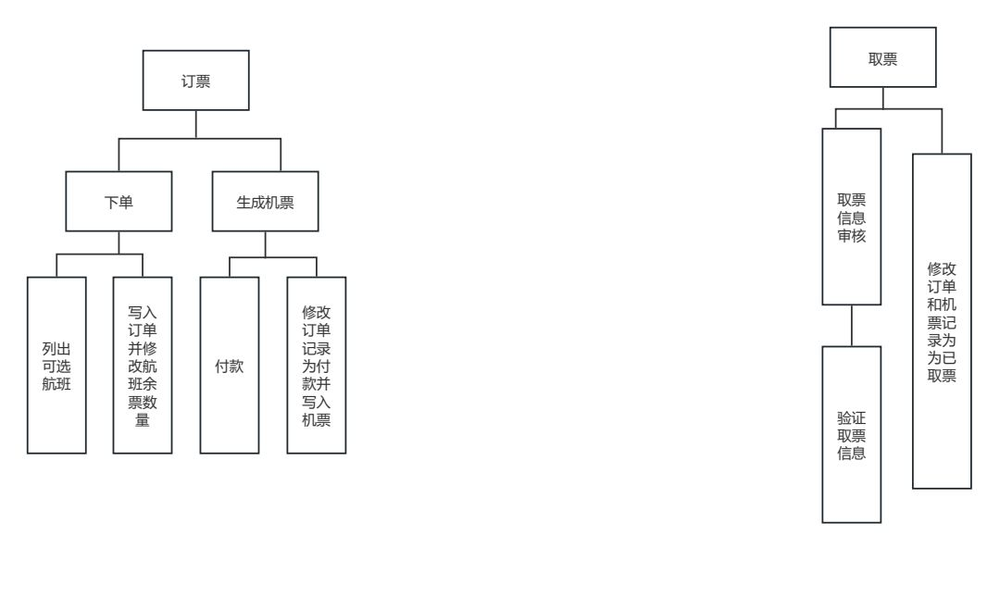 订票
下单
生成机票
列出
可选
航班
写入
订单
并修
改航
班余
票数
量
付款
修改
订单
记录
为付
款并
写入
机票
取票
取票
信息
审核
验证
取票
信息
修改
订单
和机
票记
录为
为已
取票